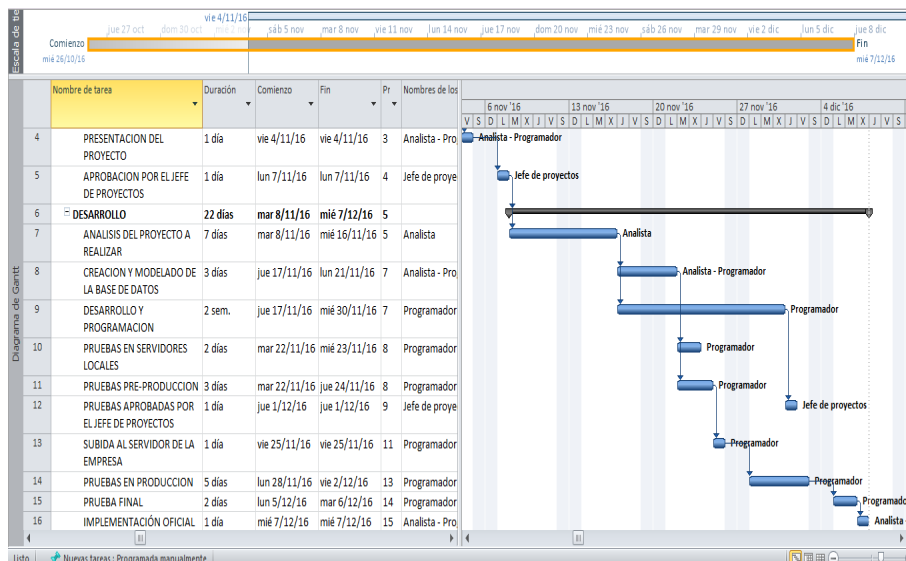 vie 4/11/16
jue 27 oct dom 30 oct mié 2 nov sáb 5 nov mar 8 nov vie 11 nov lun 14 nov jue 17 nov dom 20 nov mié 23 nov sáb 26 nov mar 29 nov vie 2 dic lun 5 dic jue 8 dic
Comienzo
mié 26/10/16
Fin
mié 7/12/16
Escala de tie
Diagrama de Gantt
Nombre de tarea Duración Comienzo Fin Pr Nombres de los
6 nov '16 13 nov '16 20 nov '16 27 nov '16 4 dic '16
V S D L M X J V S D L M X J V S D L M X J V S D L M X J V S D L M X J V S
4 PRESENTACION DEL PROYECTO 1 día vie 4/11/16 vie 4/11/16 3 Analista - Pro
Analista - Programador
5 APROBACION POR EL JEFE DE PROYECTOS 1 día lun 7/11/16 lun 7/11/16 4 Jefe de proye
Jefe de proyectos
6 DESARROLLO 22 días mar 8/11/16 mié 7/12/16 5
7 ANALISIS DEL PROYECTO A REALIZAR 7 días mar 8/11/16 mié 16/11/16 5 Analista
Analista
8 CREACION Y MODELADO DE LA BASE DE DATOS 3 días jue 17/11/16 lun 21/11/16 7 Analista - Pro
Analista - Programador
9 DESARROLLO Y PROGRAMACION 2 sem. jue 17/11/16 mié 30/11/16 7 Programador
Programador
10 PRUEBAS EN SERVIDORES LOCALES 2 días mar 22/11/16 mié 23/11/16 8 Programador
Programador
11 PRUEBAS PRE-PRODUCCION 3 días mar 22/11/16 jue 24/11/16 8 Programador
Programador
12 PRUEBAS APROBADAS POR EL JEFE DE PROYECTOS 1 día jue 1/12/16 jue 1/12/16 9 Jefe de proye
Jefe de proyectos
13 SUBIDA AL SERVIDOR DE LA EMPRESA 1 día vie 25/11/16 vie 25/11/16 11 Programador
Programador
14 PRUEBAS EN PRODUCCION 5 días lun 28/11/16 vie 2/12/16 13 Programador
Programador
15 PRUEBA FINAL 2 días lun 5/12/16 mar 6/12/16 14 Programador
Programado
16 IMPLEMENTACIÓN OFICIAL 1 día mié 7/12/16 mié 7/12/16 15 Analista - Pro
Analista -
Listo Nuevas tareas : Programada manualmente